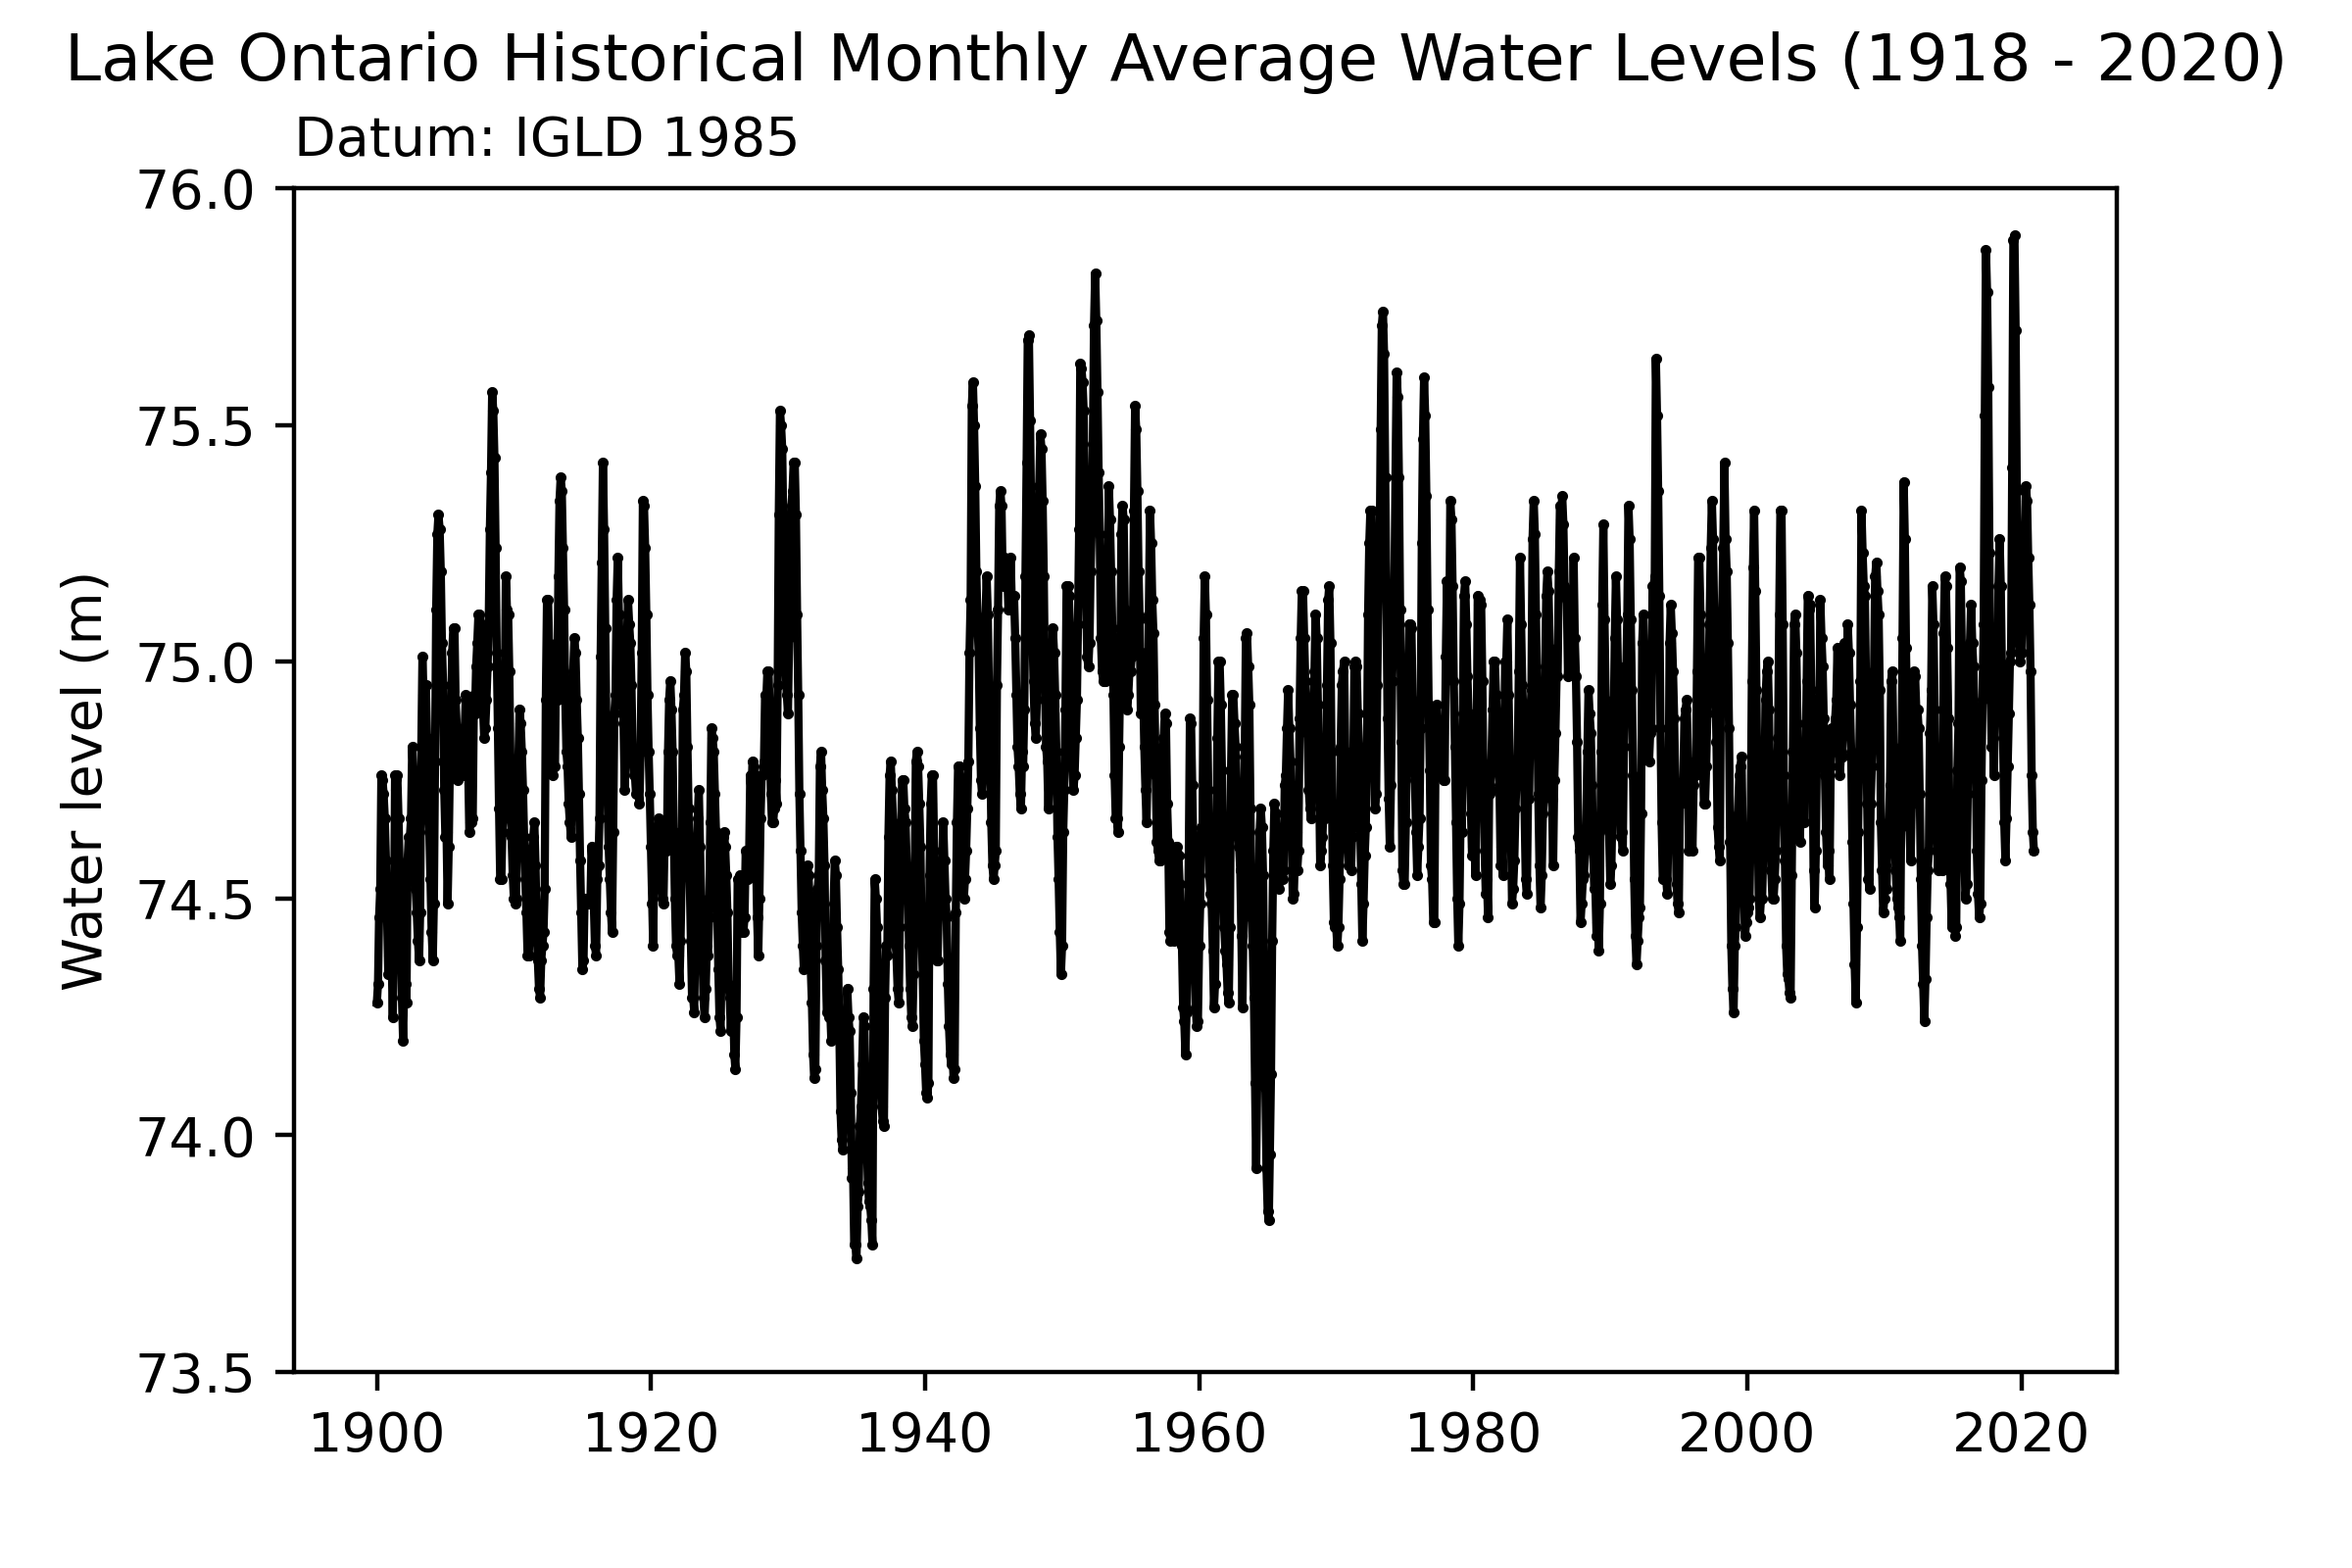 Lake Ontario Historical Monthly Average Water Levels (1918 - 2020)
Datum: IGLD 1985
76.0
75.5
75.0
74.5
74.0
73.5
Water level (m)
1900 1920 1940 1960 1980 2000 2020